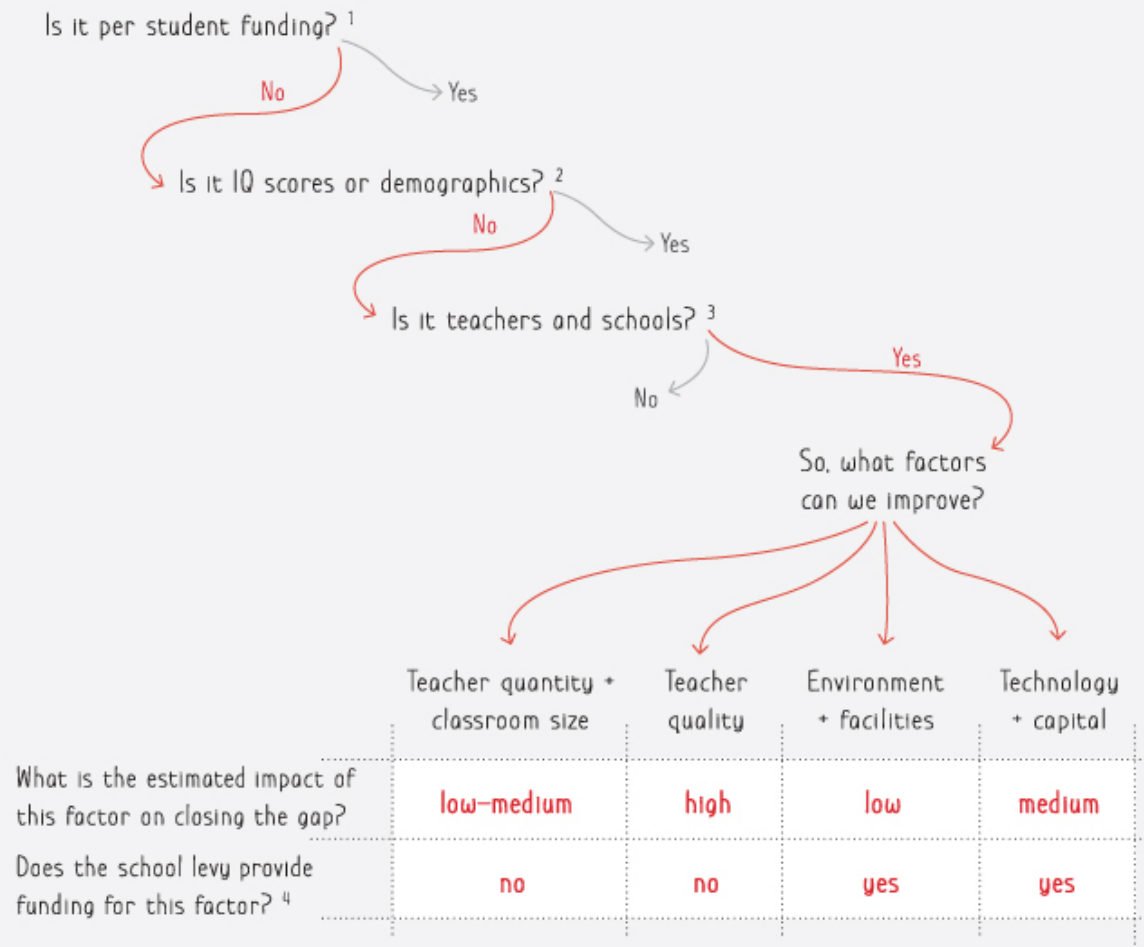 Is it per student funding? 1
No
Yes
Is it IQ scores or demographics? 2
No
Yes
Is it teachers and schools? 3
Yes
No
So, what factors
can we improve?
Teacher quantity +
classroom size
Teacher
quality
Environment
+ facilities
Technology
+ capital
What is the estimated impact of
this factor on closing the gap?
low-medium
high
low
medium
Does the school levy provide
funding for this factor? 4
no
no
yes
yes